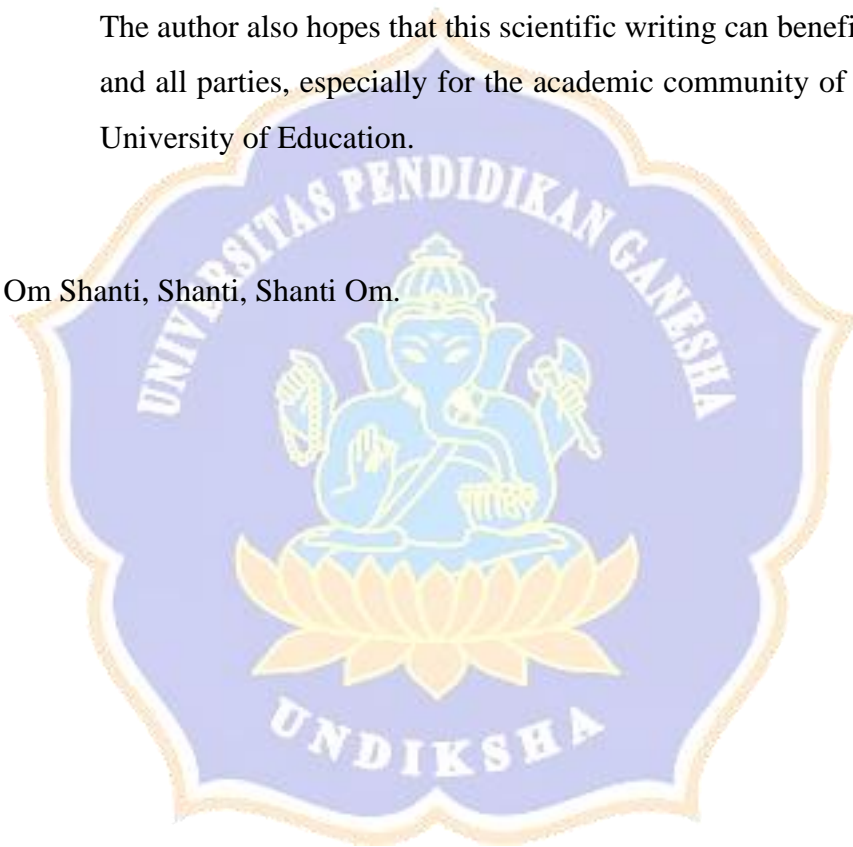 The author also hopes that this scientific writing can benefi
and all parties, especially for the academic community of
University of Education.
UNIVERSITAS PENDIDIKAN GANESHA
Om Shanti, Shanti, Shanti Om.
UNDIKSHA